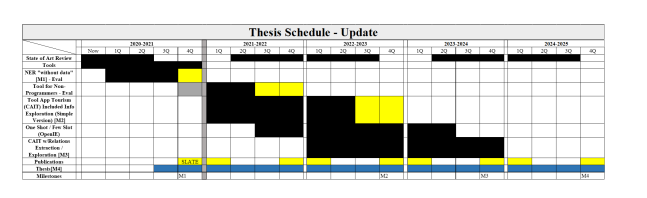 Thesis Schedule - Update
2020-2021 2021-2022 2022-2023 2023-2024 2024-2025
Now 1Q 2Q 3Q 4Q 1Q 2Q 3Q 4Q 1Q 2Q 3Q 4Q 1Q 2Q 3Q 4Q 1Q 2Q 3Q 4Q
State of Art Review
Tools
NER "without data"
[M1] - Eval
Tool for Non-
Programmers - Eval
Tool App Tourism
(CAIT) Included Info
Exploration (Simple
Version) [M2]
One Shot / Few Slot
(OpenIE)
CAIT w/Relations
Extraction /
Exploration [M3]
Publications SLATE
Thesis[M4]
Milestones M1 M2 M3 M4